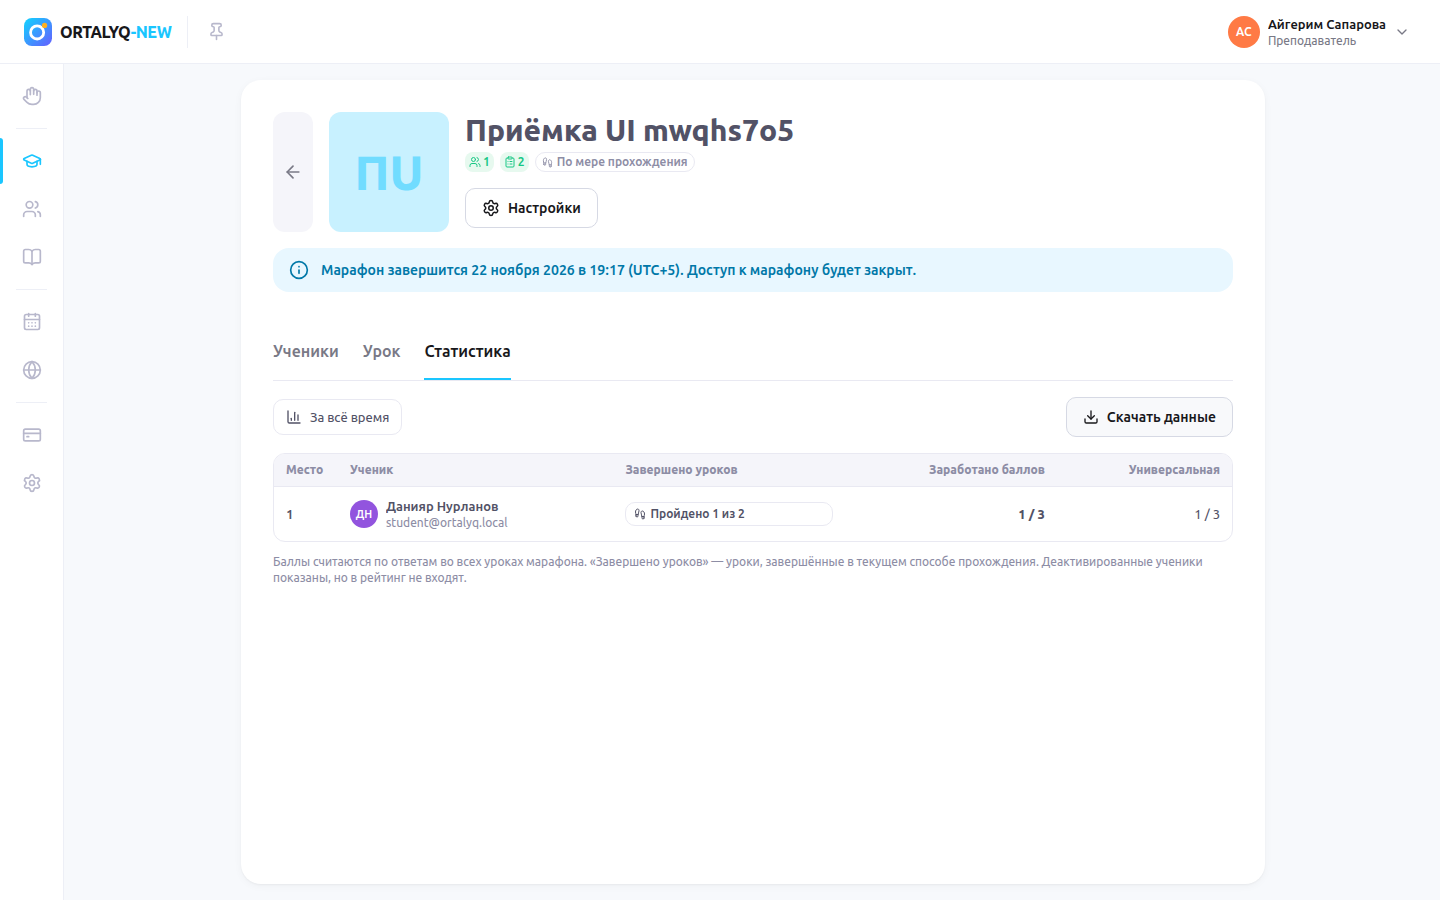 ORTALYQ-NEW
АС
Айгерим Сапарова
Преподаватель
ПU
Приёмка UI mwqhs7o5
1
2
По мере прохождения
Настройки
Марафон завершится 22 ноября 2026 в 19:17 (UTC+5). Доступ к марафону будет закрыт.
Ученики Урок Статистика
За всё время
Скачать данные
Место Ученик Завершено уроков Заработано баллов Универсальная
1 ДН Данияр Нурланов Пройдено 1 из 2 1 / 3 1 / 3
student@ortalyq.local
Баллы считаются по ответам во всех уроках марафона. «Завершено уроков» — уроки, завершённые в текущем способе прохождения. Деактивированные ученики
показаны, но в рейтинг не входят.